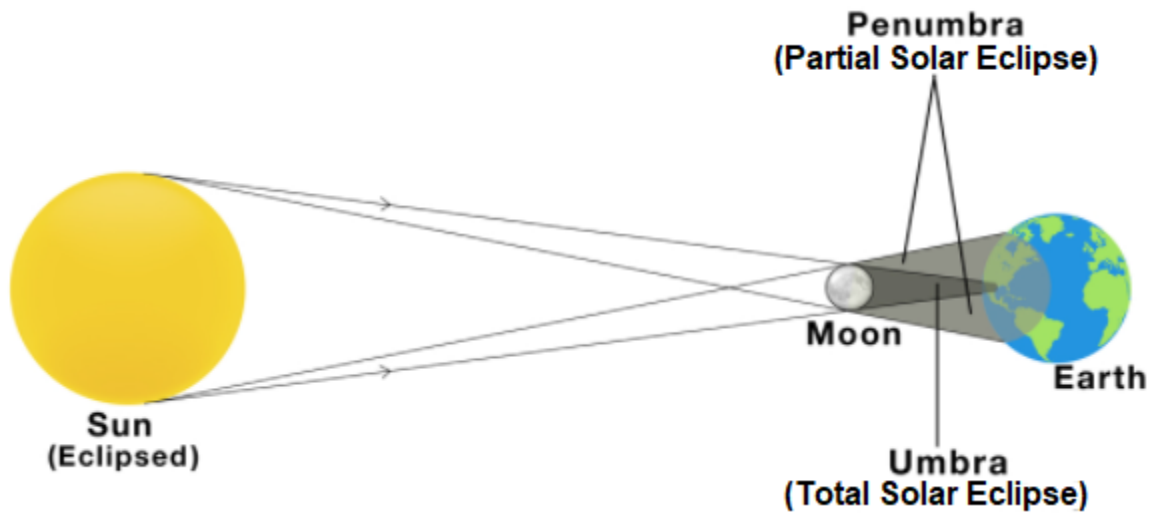 Penumbra
(Partial Solar Eclipse)
Moon
Earth
Sun
(Eclipsed)
Umbra
(Total Solar Eclipse)